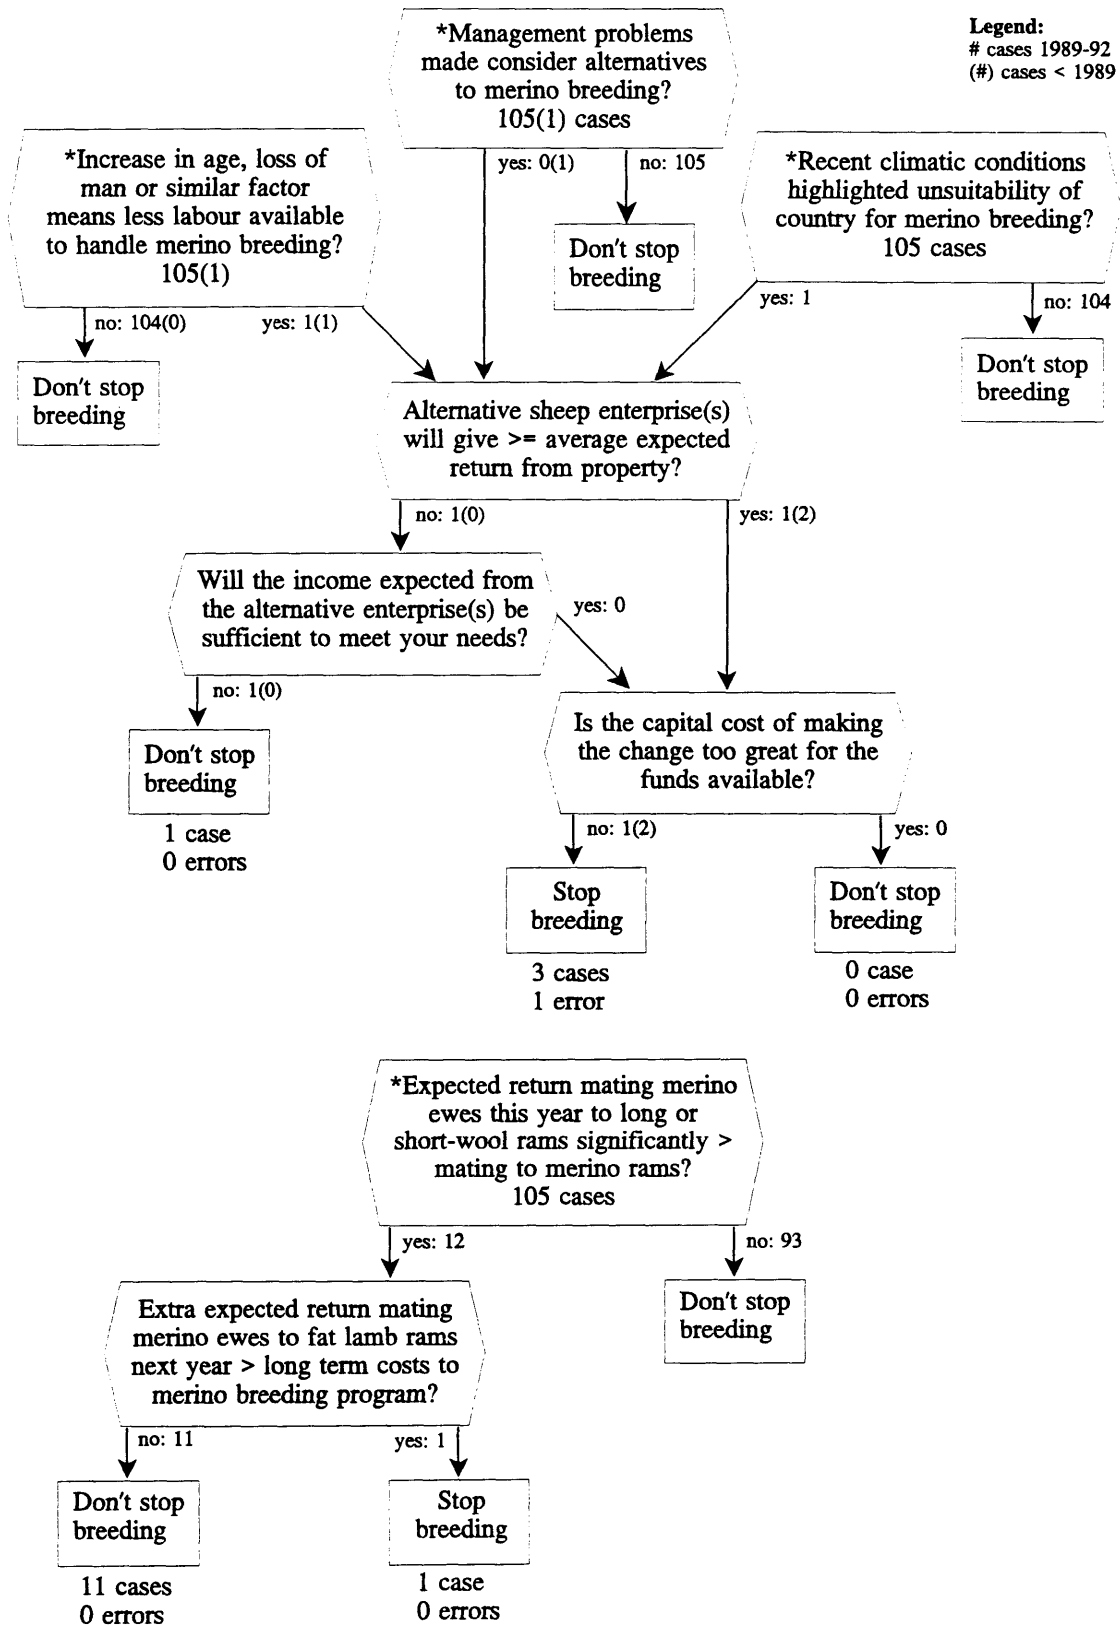 *Management problems
made consider alternatives
to merino breeding?
105(1) cases
Legend:
# cases 1989-92
(#) cases < 1989
*Increase in age, loss of
man or similar factor
means less labour available
to handle merino breeding?
105(1)
yes: 0(1)
no: 105
Don't stop
breeding
*Recent climatic conditions
highlighted unsuitability of
country for merino breeding?
105 cases
no: 104(0)
yes: 1(1)
yes: 1
no: 104
Don't stop
breeding
Don't stop
breeding
Alternative sheep enterprise(s)
will give >= average expected
return from property?
no: 1(0)
yes: 1(2)
Will the income expected from
the alternative enterprise(s) be
sufficient to meet your needs?
yes: 0
no: 1(0)
Don't stop
breeding
1 case
0 errors
Is the capital cost of making
the change too great for the
funds available?
no: 1(2)
yes: 0
Stop
breeding
3 cases
1 error
Don't stop
breeding
0 case
0 errors
*Expected return mating merino
ewes this year to long or
short-wool rams significantly >
mating to merino rams?
105 cases
yes: 12
no: 93
Don't stop
breeding
Extra expected return mating
merino ewes to fat lamb rams
next year > long term costs to
merino breeding program?
no: 11
yes: 1
Don't stop
breeding
11 cases
0 errors
Stop
breeding
1 case
0 errors